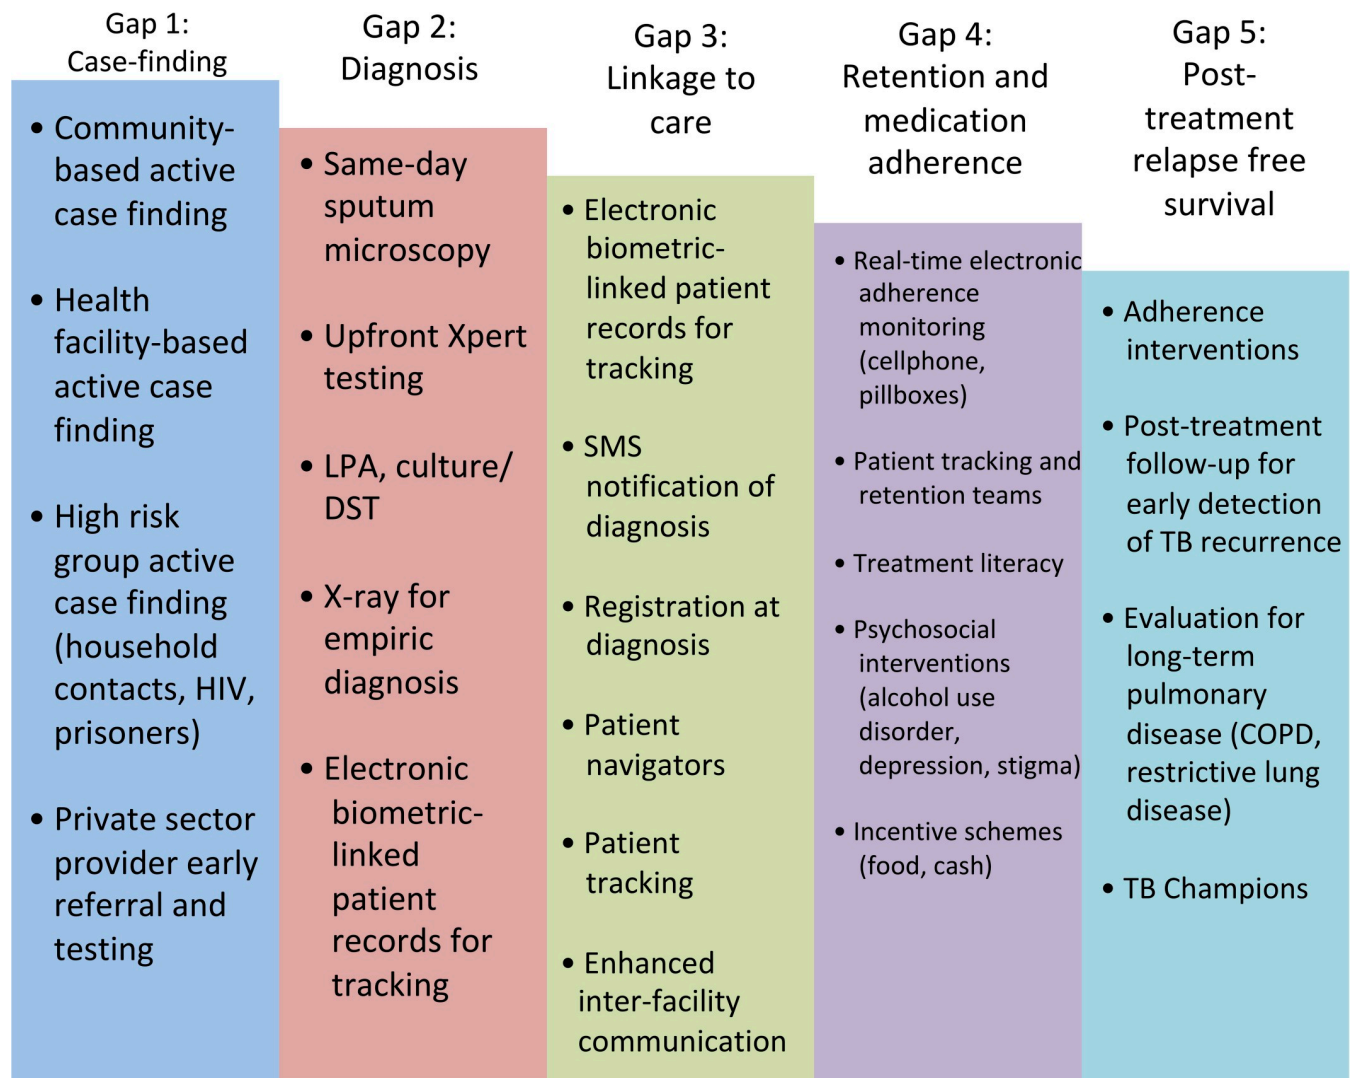 Gap 1:
Case-finding
• Community-
based active
case finding
• Health
facility-based
active case
finding
• High risk
group active
case finding
(household
contacts, HIV,
prisoners)
• Private sector
provider early
referral and
testing
Gap 2:
Diagnosis
• Same-day
sputum
microscopy
• Upfront Xpert
testing
• LPA, culture/
DST
• X-ray for
empiric
diagnosis
• Electronic
biometric-
linked
patient
records for
tracking
Gap 3:
Linkage to
care
• Electronic
biometric-
linked patient
records for
tracking
• SMS
notification of
diagnosis
• Registration at
diagnosis
• Patient
navigators
• Patient
tracking
• Enhanced
inter-facility
communication
Gap 4:
Retention and
medication
adherence
• Real-time electronic
adherence
monitoring
(cellphone,
pillboxes)
• Patient tracking and
retention teams
• Treatment literacy
• Psychosocial
interventions
(alcohol use
disorder,
depression, stigma)
• Incentive schemes
(food, cash)
Gap 5:
Post-
treatment
relapse free
survival
• Adherence
interventions
• Post-treatment
follow-up for
early detection
of TB recurrence
• Evaluation for
long-term
pulmonary
disease (COPD,
restrictive lung
disease)
• TB Champions